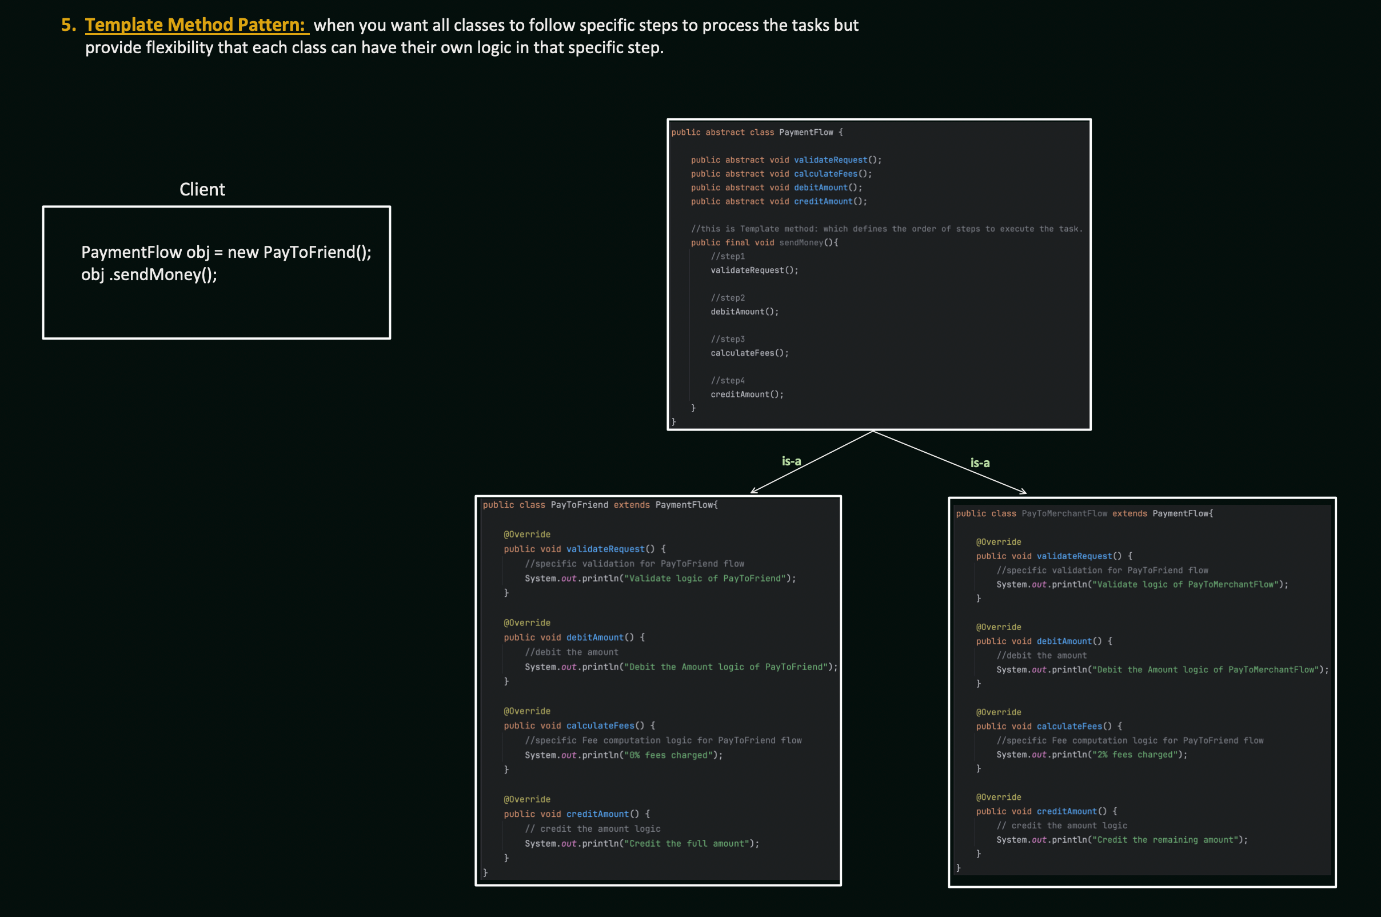 5. Template Method Pattern: when you want all classes to follow specific steps to process the tasks but
provide flexibility that each class can have their own logic in that specific step.
Client
PaymentFlow obj = new PayToFriend();
obj .sendMoney();
public abstract class PaymentFlow {
public abstract void validateRequest();
public abstract void calculateFees();
public abstract void debitAmount();
public abstract void creditAmount();
//this is Template method: which defines the order of steps to execute the task.
public final void sendMoney(){
//step1
validateRequest();
//step2
debitAmount();
//step3
calculateFees();
//step4
creditAmount();
}
}
is-a
is-a
public class PayToFriend extends PaymentFlow{
@Override
public void validateRequest() {
//specific validation for PayToFriend flow
System.out.println("Validate logic of PayToFriend");
}
@Override
public void debitAmount() {
//debit the amount
System.out.println("Debit the Amount logic of PayToFriend");
}
@Override
public void calculateFees() {
//specific Fee computation logic for PayToFriend flow
System.out.println("0% fees charged");
}
@Override
public void creditAmount() {
// credit the amount logic
System.out.println("Credit the full amount");
}
}
public class PayToMerchantFlow extends PaymentFlow{
@Override
public void validateRequest() {
//specific validation for PayToFriend flow
System.out.println("Validate logic of PayToMerchantFlow");
}
@Override
public void debitAmount() {
//debit the amount
System.out.println("Debit the Amount logic of PayToMerchantFlow");
}
@Override
public void calculateFees() {
//specific Fee computation logic for PayToFriend flow
System.out.println("2% fees charged");
}
@Override
public void creditAmount() {
// credit the amount logic
System.out.println("Credit the remaining amount");
}
}